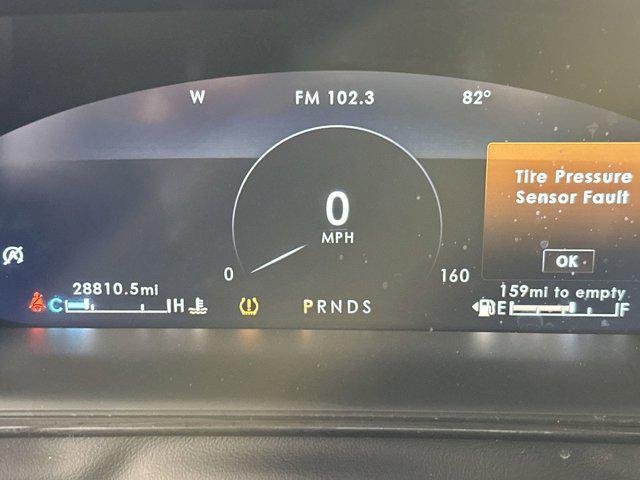 W FM 102.3 82°
Tire Pressure
Sensor Fault
0
MPH
OK
0 160
28810.5mi
159mi to empty
C H
PRNDS
E F